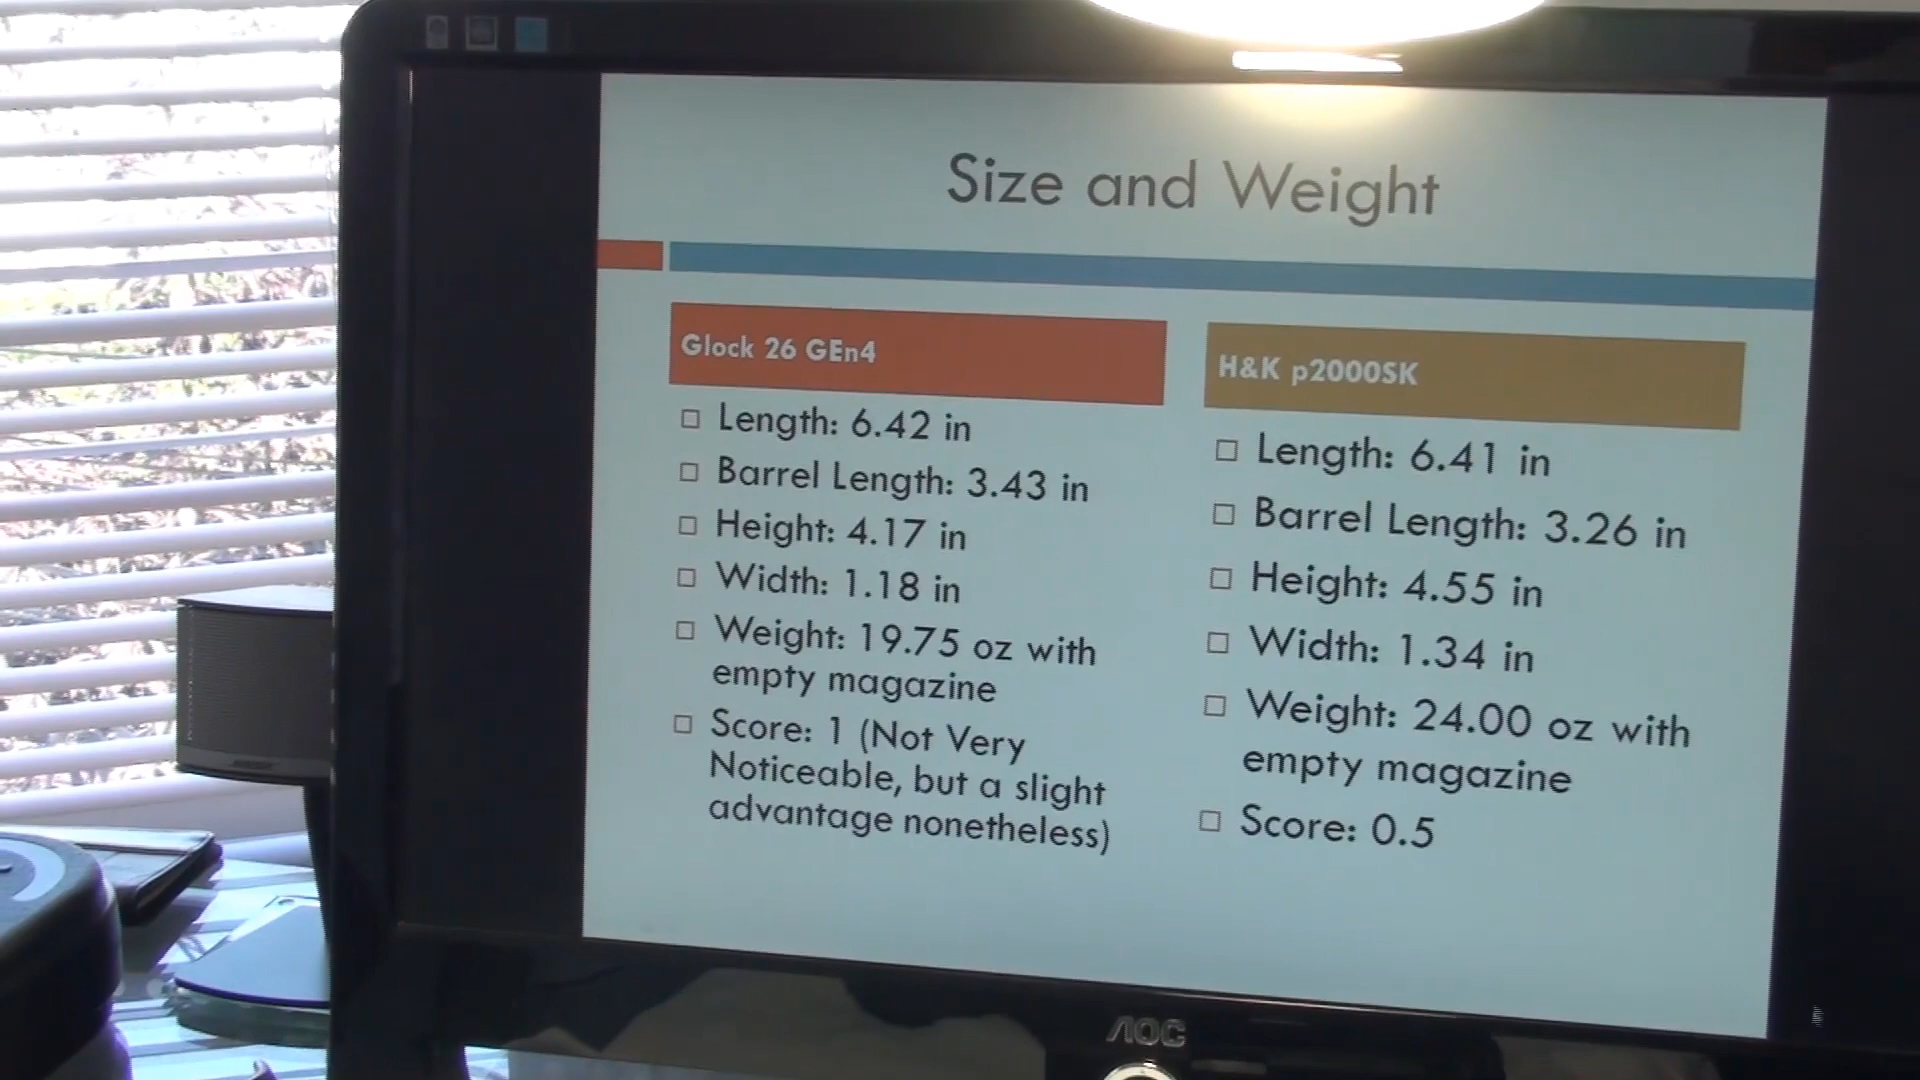 Size and Weight
Glock 26 GEn4
Length: 6.42 in
Barrel Length: 3.43 in
Height: 4.17 in
Width: 1.18 in
Weight: 19.75 oz with
empty magazine
Score: 1 (Not Very
Noticeable, but a slight
advantage nonetheless)
H&K p2000SK
Length: 6.41 in
Barrel Length: 3.26 in
Height: 4.55 in
Width: 1.34 in
Weight: 24.00 oz with
empty magazine
Score: 0.5
AOC